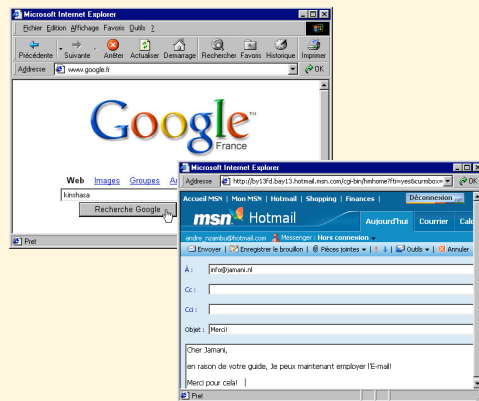 Microsoft Internet Explorer
Fichier Edition Affichage Favoris Outils ?
Précédente Suivante Arrêter Actualiser Demarrage Rechercher Favoris Historique Imprimer
Addresse www.google.fr OK
Google™
France
Web Images Groupes
kinshasa
Recherche Google
Pret
Microsoft Internet Explorer
Addresse http://by13fd.bay13.hotmail.msn.com/cgi-bin/hmhome?fti=yes&curmbox= OK
Accueil MSN | Mon MSN | Hotmail | Shopping | Finances | Déconnexion
msn Hotmail Aujourd'hui Courrier
andre_nzambu@hotmail.com Messenger : Hors connexion
Envoyer | Enregistrer le brouillon | Pièces jointes | Outils | Annuler
À : info@jamani.nl
Cc :
Cci :
Objet : Merci!
Cher Jamani,
en raison de votre guide, Je peux maintenant employer l'E-mail!
Merci pour cela!
Pret